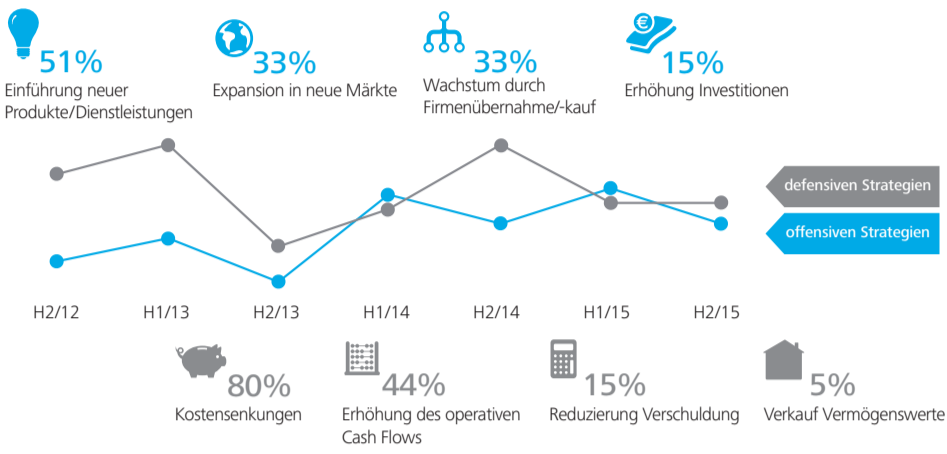 51%
Einführung neuer
Produkte/Dienstleistungen
33%
Expansion in neue Märkte
33%
Wachstum durch
Firmenübernahme/-kauf
€
15%
Erhöhung Investitionen
defensiven Strategien
offensiven Strategien
H2/12 H1/13 H2/13 H1/14 H2/14 H1/15 H2/15
80%
Kostensenkungen
44%
Erhöhung des operativen
Cash Flows
15%
Reduzierung Verschuldung
5%
Verkauf Vermögenswerte